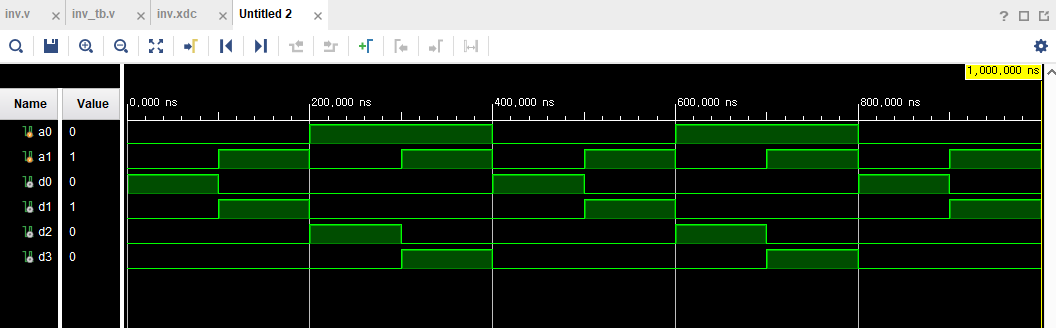 inv.v × inv_tb.v × inv.xdc × Untitled 2 ×
?
1,000,000 ns
Name Value
0,000 ns 200,000 ns 400,000 ns 600,000 ns 800,000 ns
a0 0
a1 1
d0 0
d1 1
d2 0
d3 0